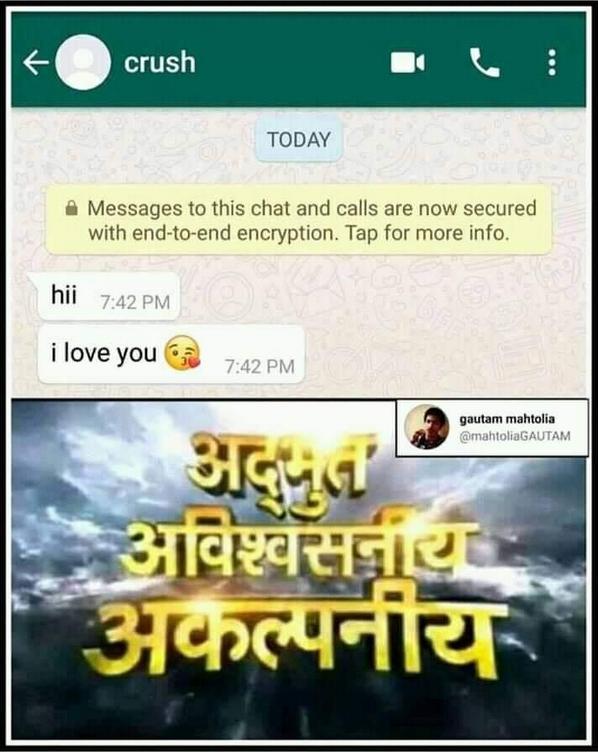 crush
TODAY
Messages to this chat and calls are now secured
with end-to-end encryption. Tap for more info.
hii 7:42 PM
i love you 😘 7:42 PM
gautam mahtolia
@mahtoliaGAUTAM
अद्भुत
अविश्वसनीय
अकल्पनीय